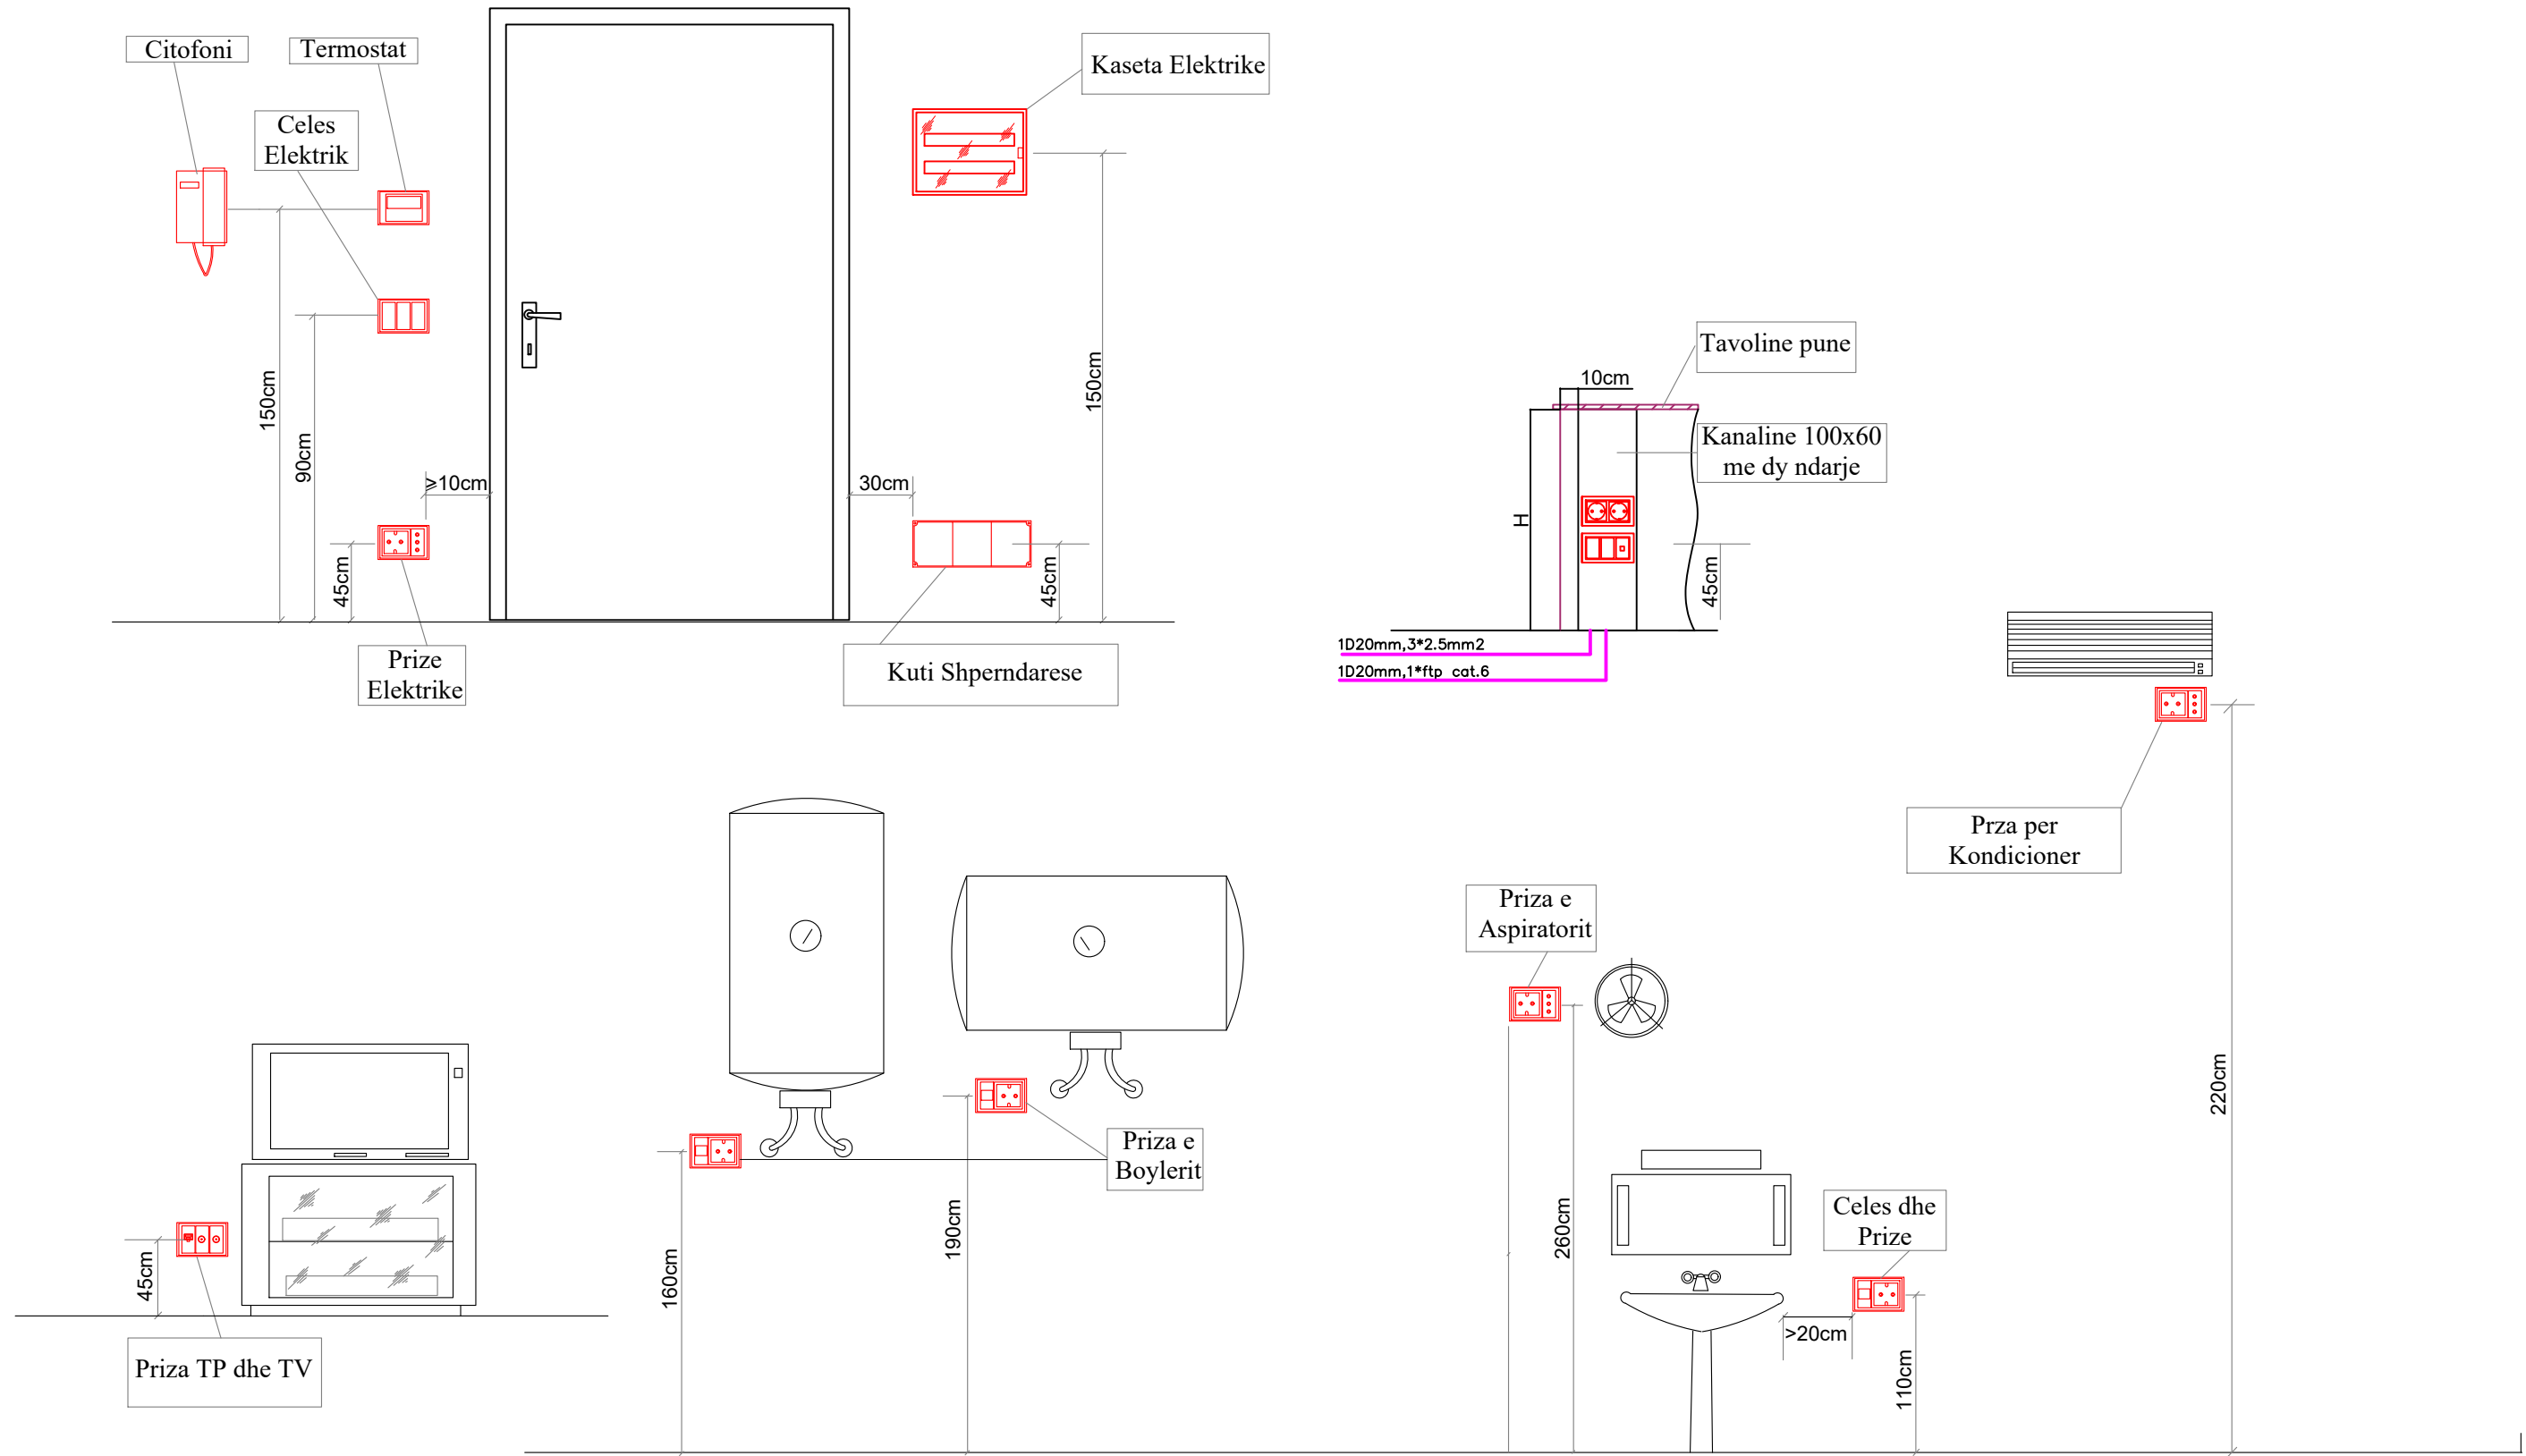 Citofoni
Termostat
Kaseta Elektrike
Celes
Elektrik
150cm
90cm
45cm
≥10cm
30cm
150cm
45cm
Prize
Elektrike
Kuti Shperndarese
Tavoline pune
10cm
Kanaline 100x60
me dy ndarje
H
45cm
1D20mm,3*2.5mm2
1D20mm,1*ftp cat.6
Prza per
Kondicioner
220cm
Priza e
Aspiratorit
260cm
Priza e
Boylerit
160cm
190cm
Celes dhe
Prize
>20cm
110cm
45cm
Priza TP dhe TV